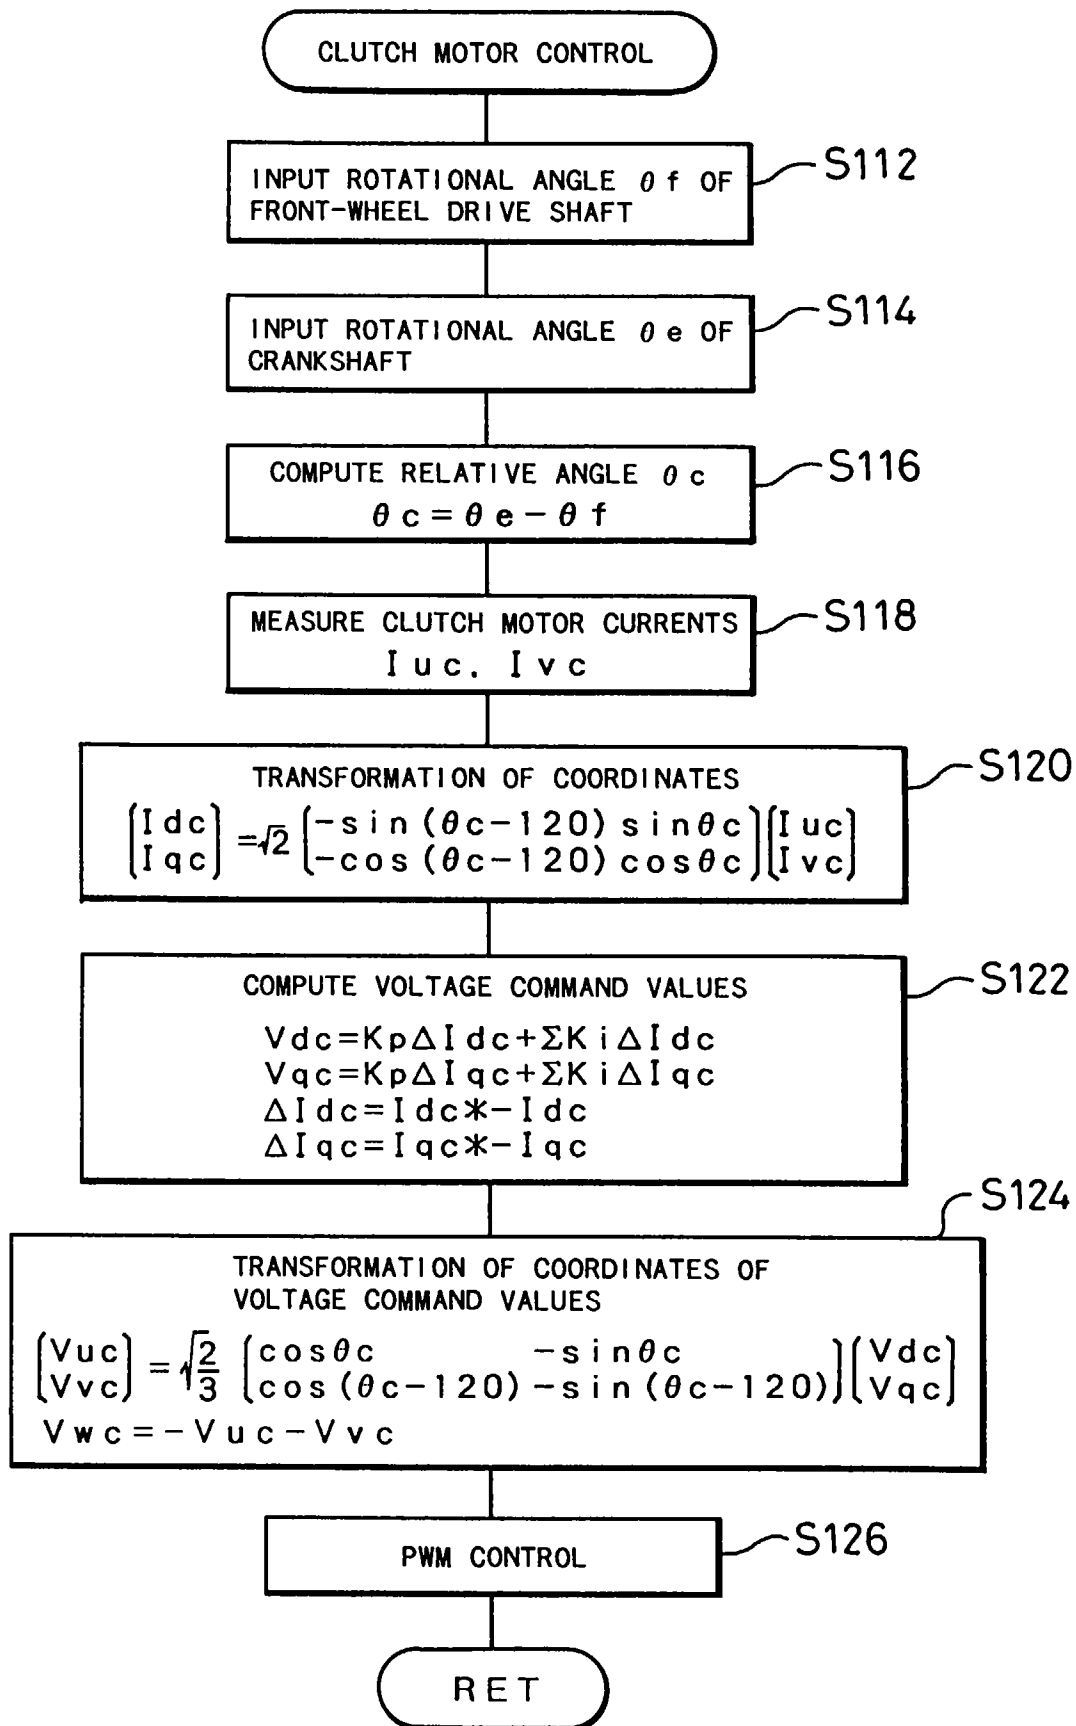 CLUTCH MOTOR CONTROL
INPUT ROTATIONAL ANGLE θf OF
FRONT-WHEEL DRIVE SHAFT
S112
INPUT ROTATIONAL ANGLE θe OF
CRANKSHAFT
S114
COMPUTE RELATIVE ANGLE θc
θc=θe-θf
S116
MEASURE CLUTCH MOTOR CURRENTS
Iuc. Ivc
S118
TRANSFORMATION OF COORDINATES
[Idc] =√2 [-sin(θc-120) sinθc] [Iuc]
[Iqc] [-cos(θc-120) cosθc] [Ivc]
S120
COMPUTE VOLTAGE COMMAND VALUES
Vdc=KpΔIdc+ΣKiΔIdc
Vqc=KpΔIqc+ΣKiΔIqc
ΔIdc=Idc*-Idc
ΔIqc=Iqc*-Iqc
S122
S124
TRANSFORMATION OF COORDINATES OF
VOLTAGE COMMAND VALUES
[Vuc] =√2/3 [cosθc -sinθc] [Vdc]
[Vvc] [cos(θc-120) -sin(θc-120)] [Vqc]
Vwc=-Vuc-Vvc
PWM CONTROL
S126
RET